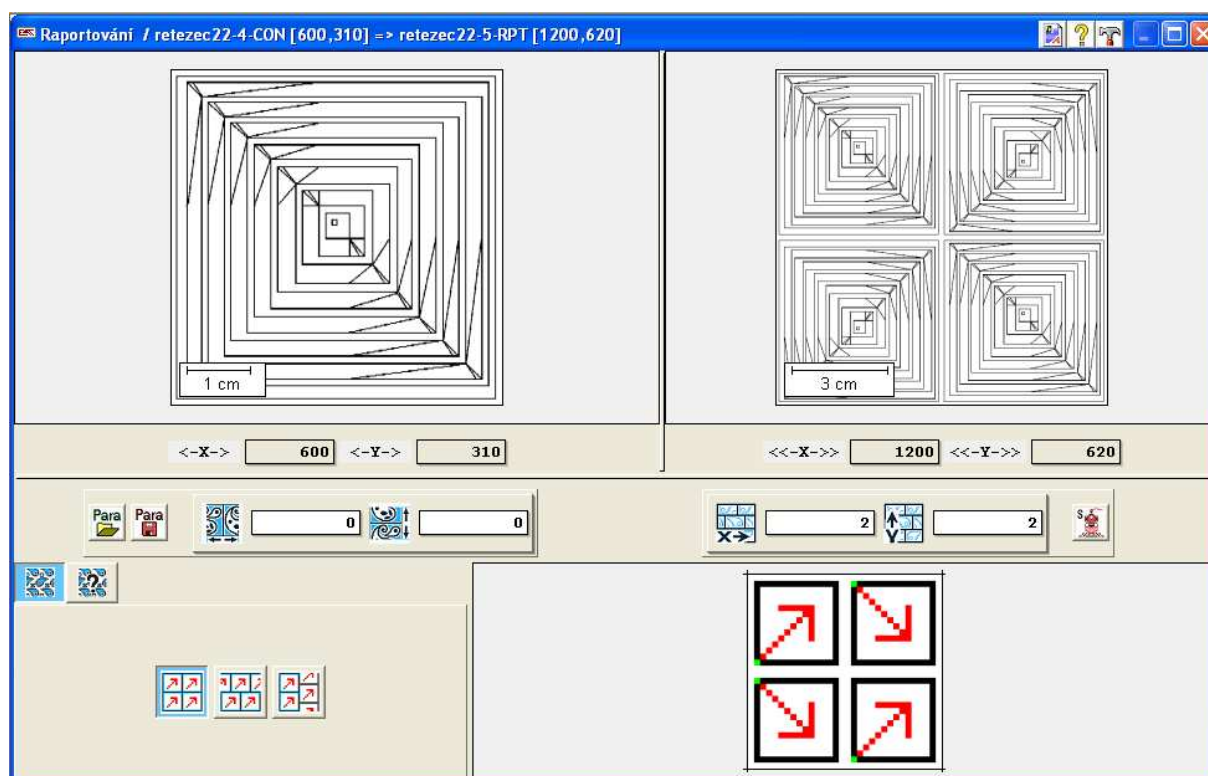 Raportování / retezec22-4-CON [600,310] => retezec22-5-RPT [1200,620]
1 cm
3 cm
<-X-> 600 <-Y-> 310
<<-X->> 1200 <<-Y->> 620
Para Para 0 0
X 2 Y 2 S